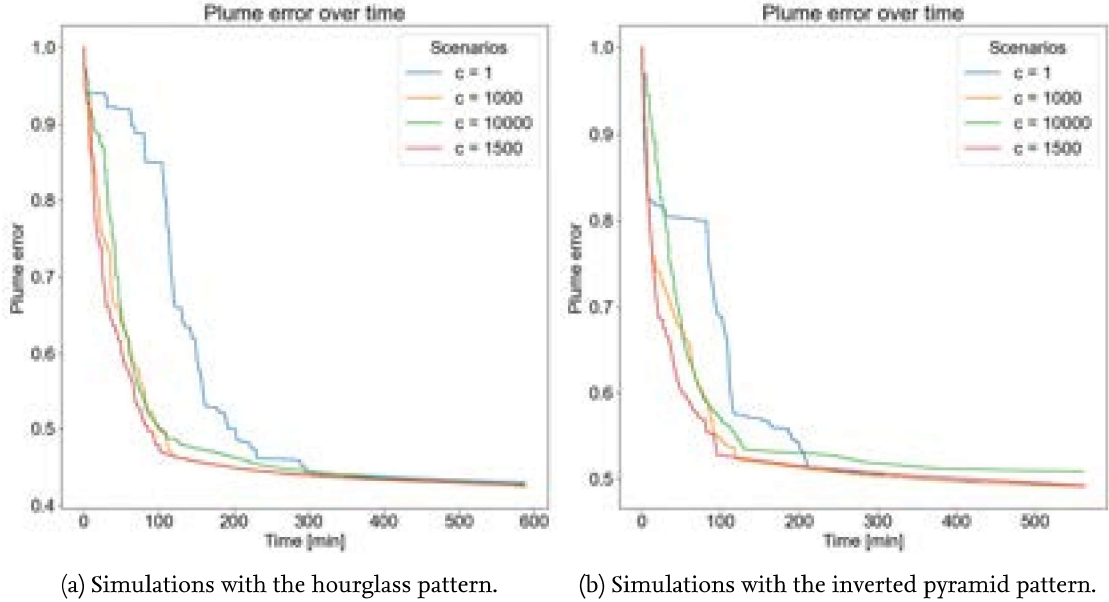 Plume error over time
Scenarios
c = 1
c = 1000
c = 10000
c = 1500
Plume error
1.0
0.9
0.8
0.7
0.6
0.5
0.4
0 100 200 300 400 500 600
Time [min]
(a) Simulations with the hourglass pattern.
Plume error over time
Scenarios
c = 1
c = 1000
c = 10000
c = 1500
Plume error
1.0
0.9
0.8
0.7
0.6
0.5
0 100 200 300 400 500
Time [min]
(b) Simulations with the inverted pyramid pattern.